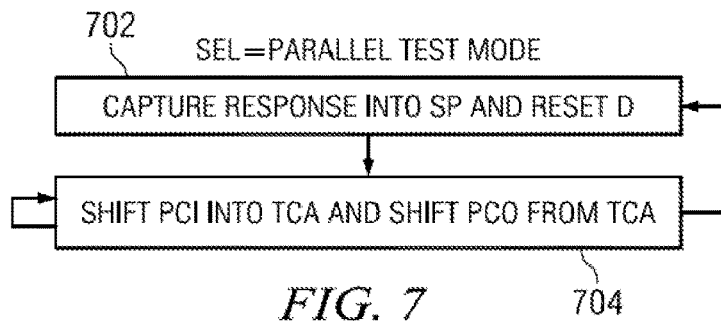 702
SEL=PARALLEL TEST MODE
CAPTURE RESPONSE INTO SP AND RESET D
SHIFT PCI INTO TCA AND SHIFT PCO FROM TCA
704
FIG. 7